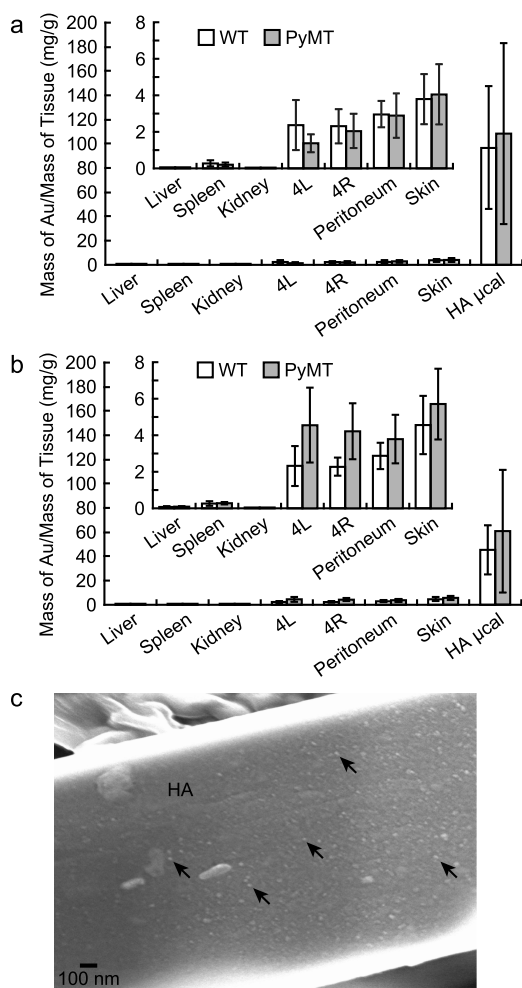 a
Mass of Au/Mass of Tissue (mg/g)
200
180
160
140
120
100
80
60
40
20
0
8
6
4
2
0
WT PyMT
Liver Spleen Kidney 4L 4R Peritoneum Skin
Liver Spleen Kidney 4L 4R Peritoneum Skin HA µcal
b
Mass of Au/Mass of Tissue (mg/g)
200
180
160
140
120
100
80
60
40
20
0
8
6
4
2
0
WT PyMT
Liver Spleen Kidney 4L 4R Peritoneum Skin
Liver Spleen Kidney 4L 4R Peritoneum Skin HA µcal
c
HA
100 nm